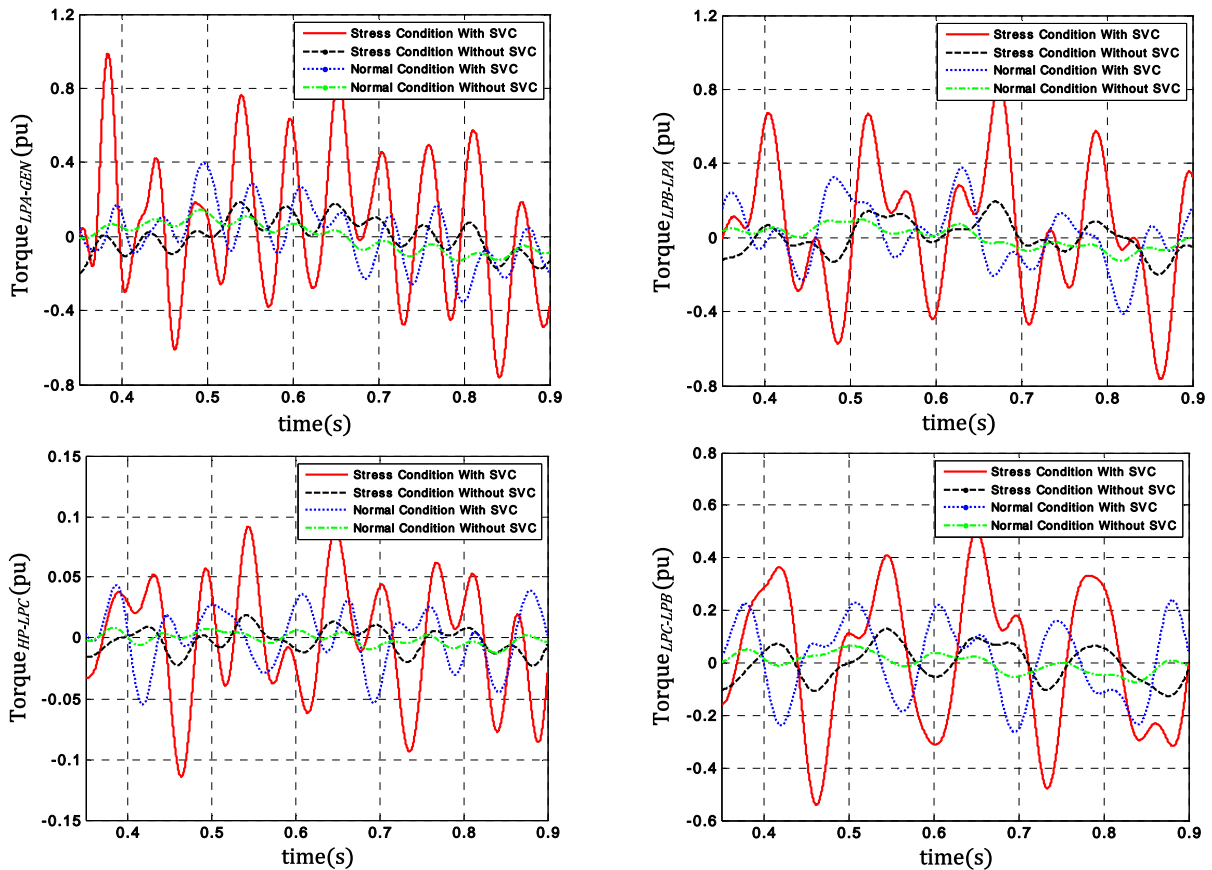 Torque LPA-GEN (pu)
1.2
0.8
0.4
0
-0.4
-0.8
Stress Condition With SVC
Stress Condition Without SVC
Normal Condition With SVC
Normal Condition Without SVC
0.4 0.5 0.6 0.7 0.8 0.9
time(s)
Torque LPB-LPA (pu)
1.2
0.8
0.4
0
-0.4
-0.8
Stress Condition With SVC
Stress Condition Without SVC
Normal Condition With SVC
Normal Condition Without SVC
0.4 0.5 0.6 0.7 0.8 0.9
time(s)
Torque HP-LPC (pu)
0.15
0.1
0.05
0
-0.05
-0.1
-0.15
Stress Condition With SVC
Stress Condition Without SVC
Normal Condition With SVC
Normal Condition Without SVC
0.4 0.5 0.6 0.7 0.8 0.9
time(s)
Torque LPC-LPB (pu)
0.8
0.6
0.4
0.2
0
-0.2
-0.4
-0.6
Stress Condition With SVC
Stress Condition Without SVC
Normal Condition With SVC
Normal Condition Without SVC
0.4 0.5 0.6 0.7 0.8 0.9
time(s)